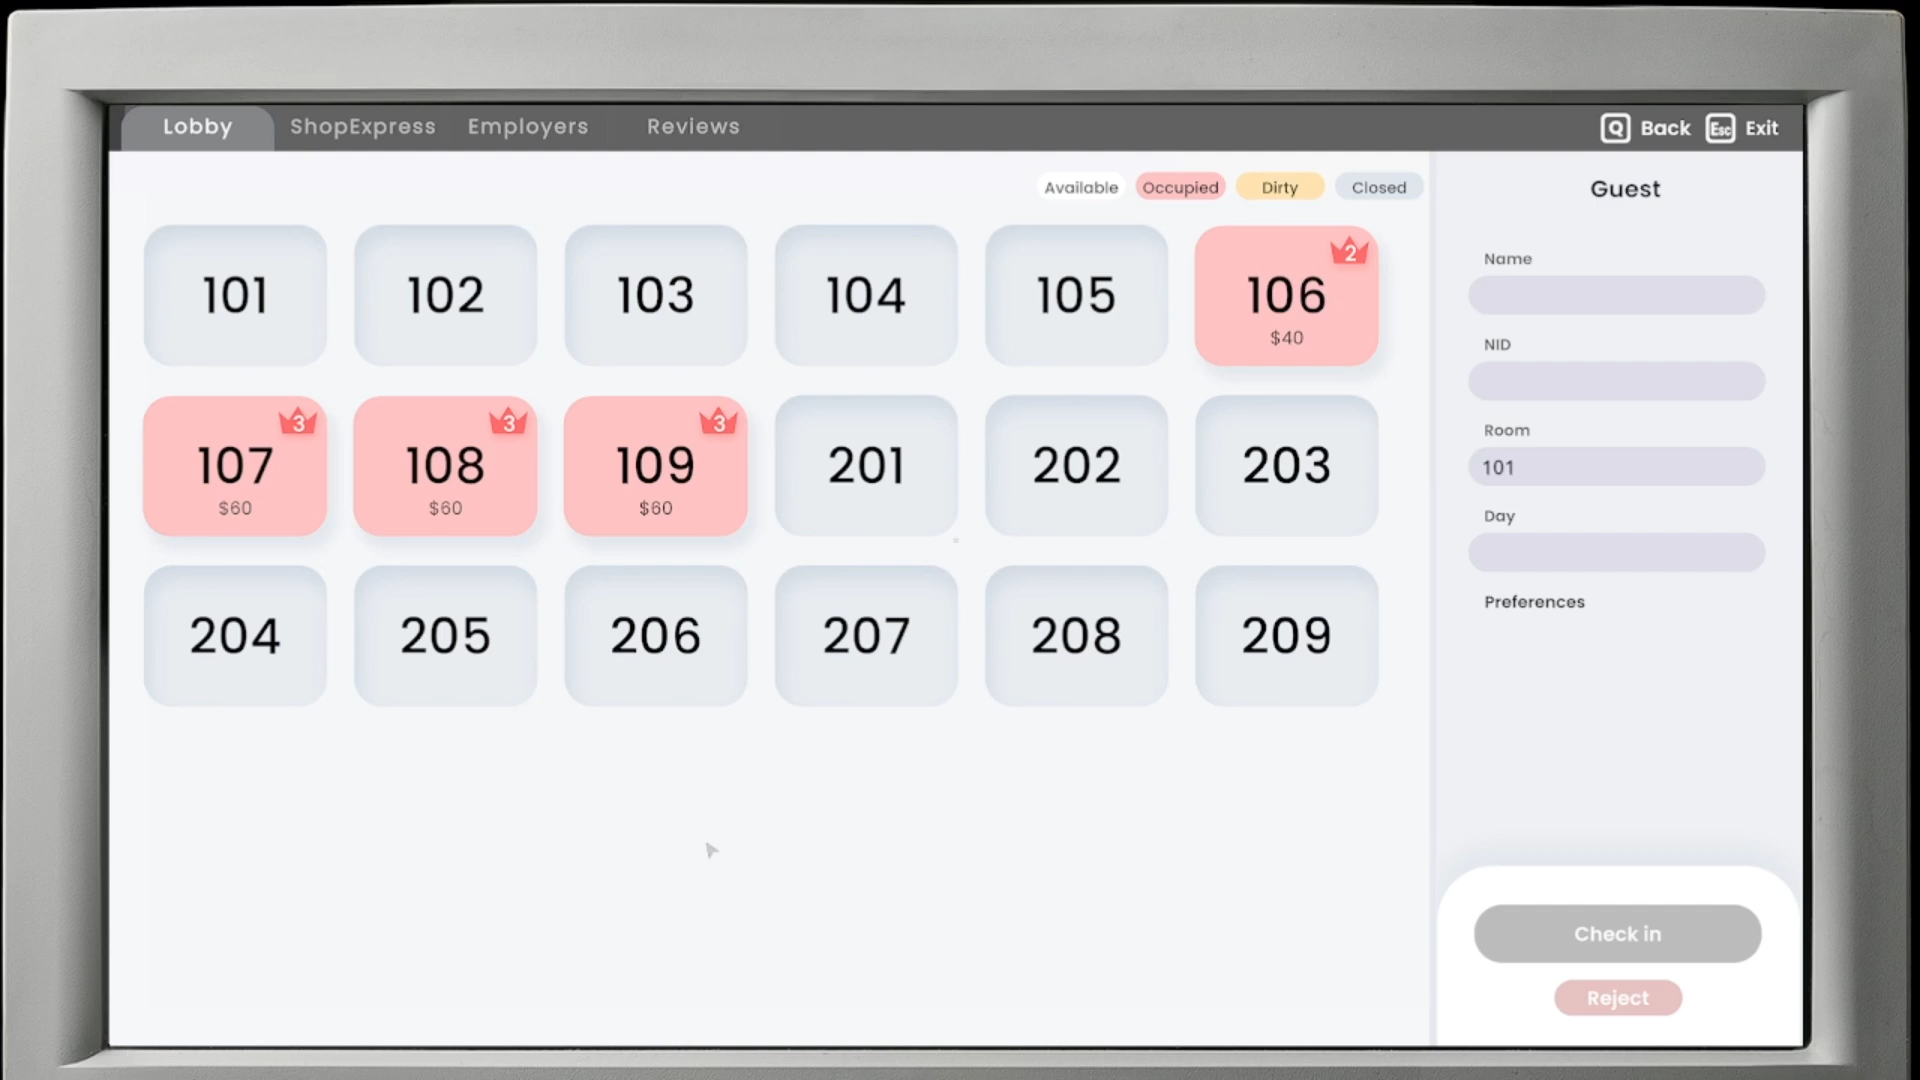 Lobby ShopExpress Employers Reviews Q Back Esc Exit
Available Occupied Dirty Closed
101 102 103 104 105 2 106
$40
3 107 3 108 3 109 201 202 203
$60 $60 $60
204 205 206 207 208 209
Guest
Name
NID
Room
101
Day
Preferences
Check in
Reject